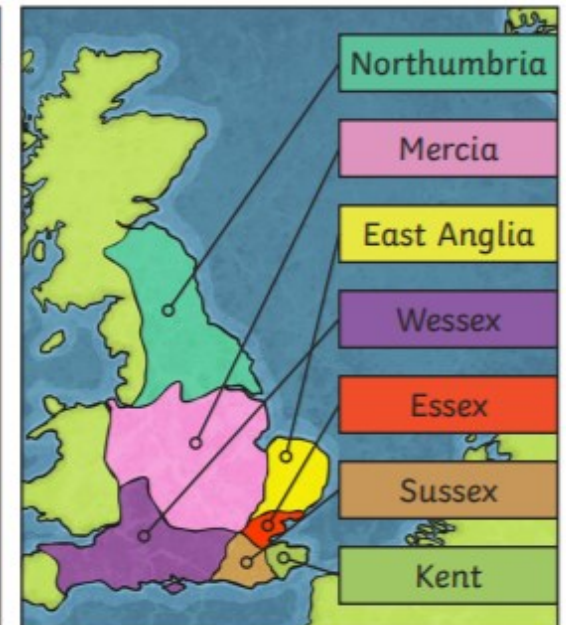 Northumbria
Mercia
East Anglia
Wessex
Essex
Sussex
Kent